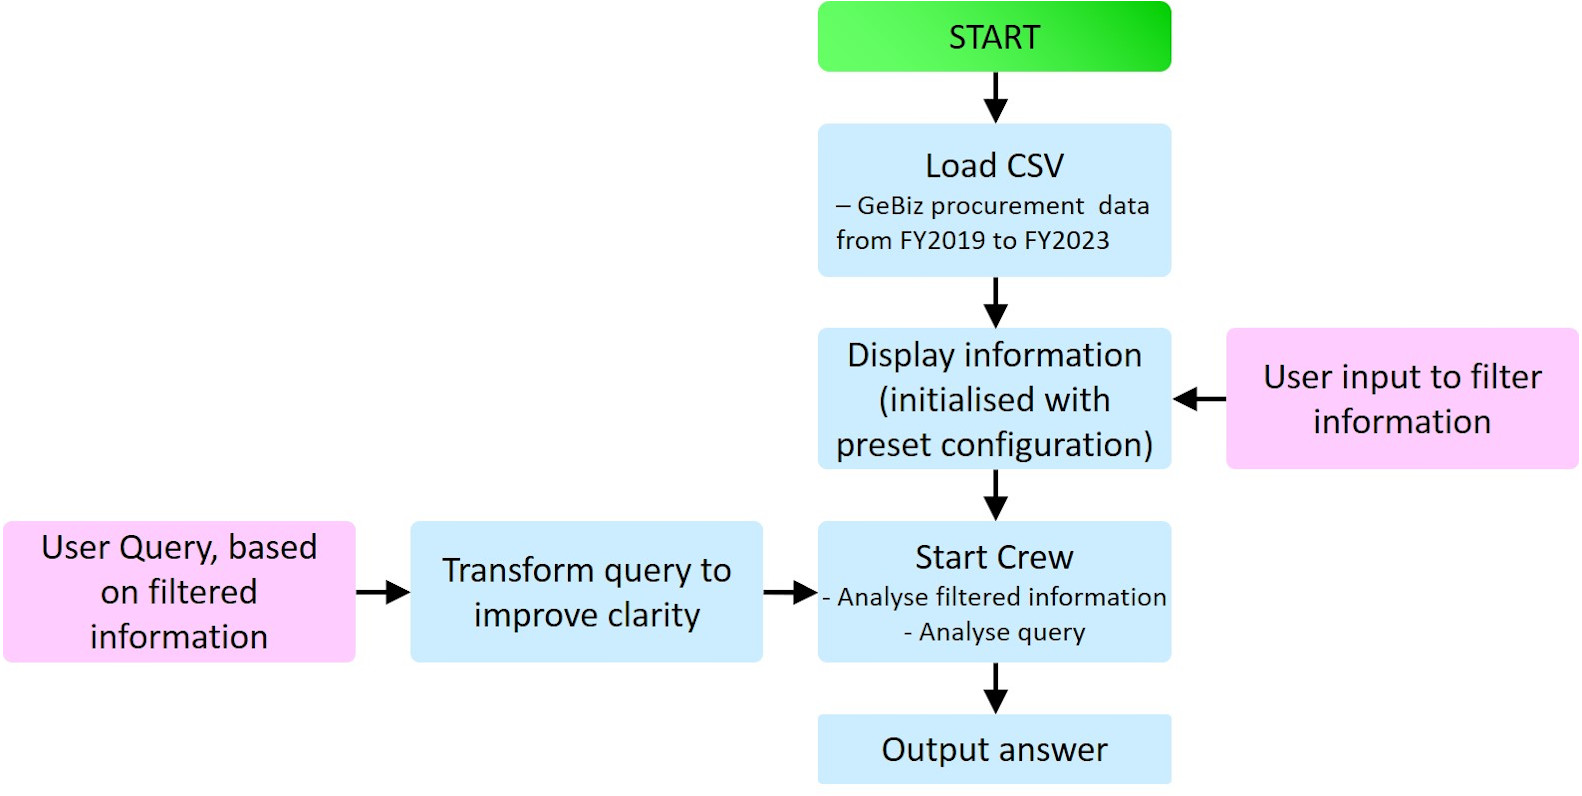 START
Load CSV
– GeBiz procurement  data
from FY2019 to FY2023
Display information
(initialised with
preset configuration)
User input to filter
information
User Query, based
on filtered
information
Transform query to
improve clarity
Start Crew
- Analyse filtered information
- Analyse query
Output answer